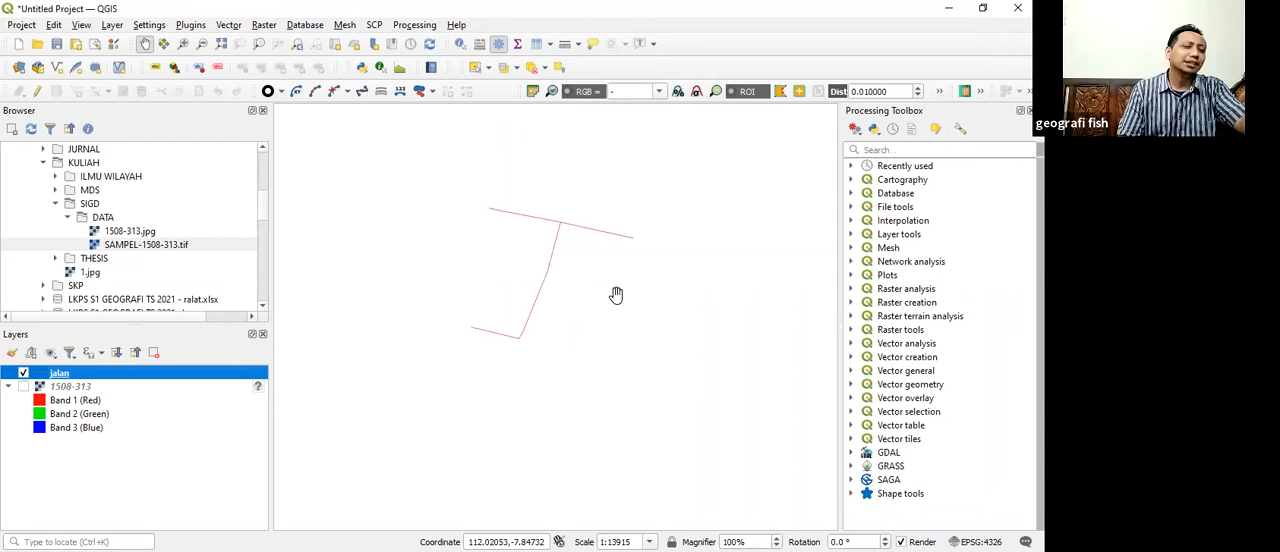 *Untitled Project — QGIS
Project Edit View Layer Settings Plugins Vector Raster Database Mesh SCP Processing Help
RGB = - ROI Dist 0.010000
Browser
JURNAL
KULIAH
ILMU WILAYAH
MDS
SIGD
DATA
1508-313.jpg
SAMPEL-1508-313.tif
THESIS
1.jpg
SKP
LKPS S1 GEOGRAFI TS 2021 - ralat.xlsx
Layers
jalan
1508-313
Band 1 (Red)
Band 2 (Green)
Band 3 (Blue)
Processing Toolbox
Search...
Recently used
Cartography
Database
File tools
Interpolation
Layer tools
Mesh
Network analysis
Plots
Raster analysis
Raster creation
Raster terrain analysis
Raster tools
Vector analysis
Vector creation
Vector general
Vector geometry
Vector overlay
Vector selection
Vector table
Vector tiles
GDAL
GRASS
SAGA
Shape tools
Type to locate (Ctrl+K)
Coordinate 112.02053,-7.84732 Scale 1:13915 Magnifier 100% Rotation 0.0 ° Render EPSG:4326
geografi fish